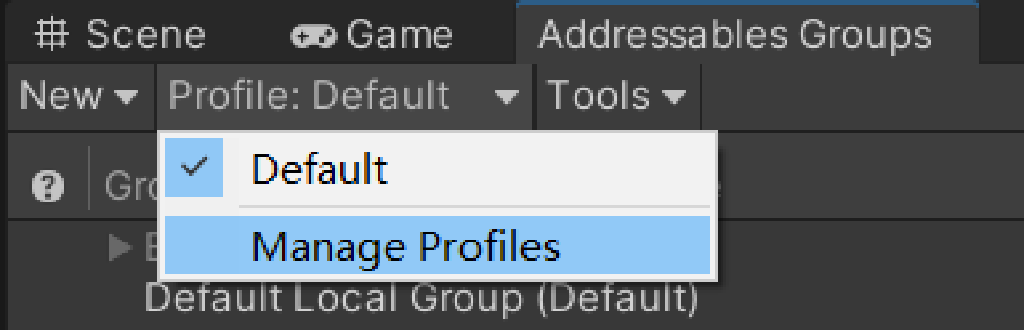 Scene Game Addressables Groups
New Profile: Default Tools
Default
Manage Profiles
Default Local Group (Default)